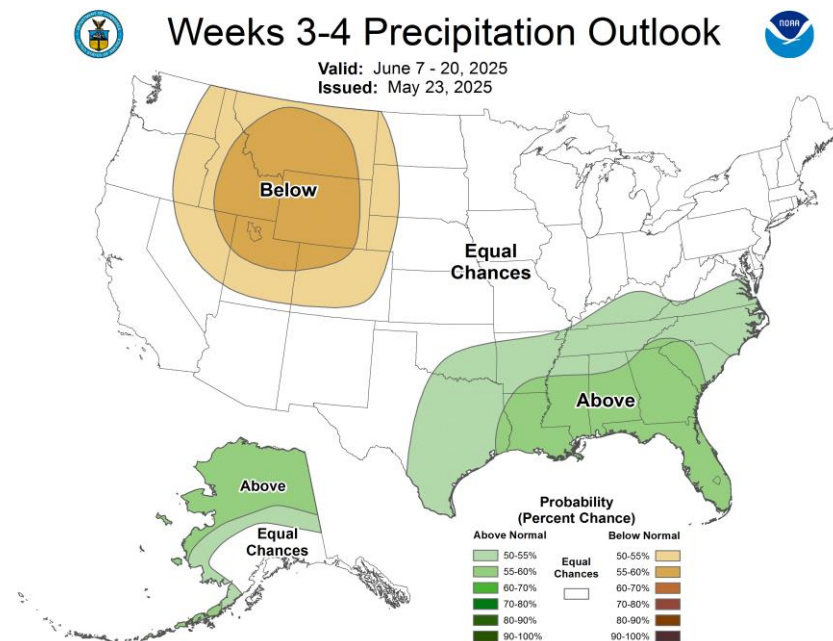 Weeks 3-4 Precipitation Outlook
NOAA
Valid: June 7 - 20, 2025
Issued: May 23, 2025
Below
Equal
Chances
Above
Above
Equal
Chances
Probability
(Percent Chance)
Above Normal
Below Normal
50-55%
55-60%
60-70%
70-80%
80-90%
90-100%
Equal
Chances
50-55%
55-60%
60-70%
70-80%
80-90%
90-100%